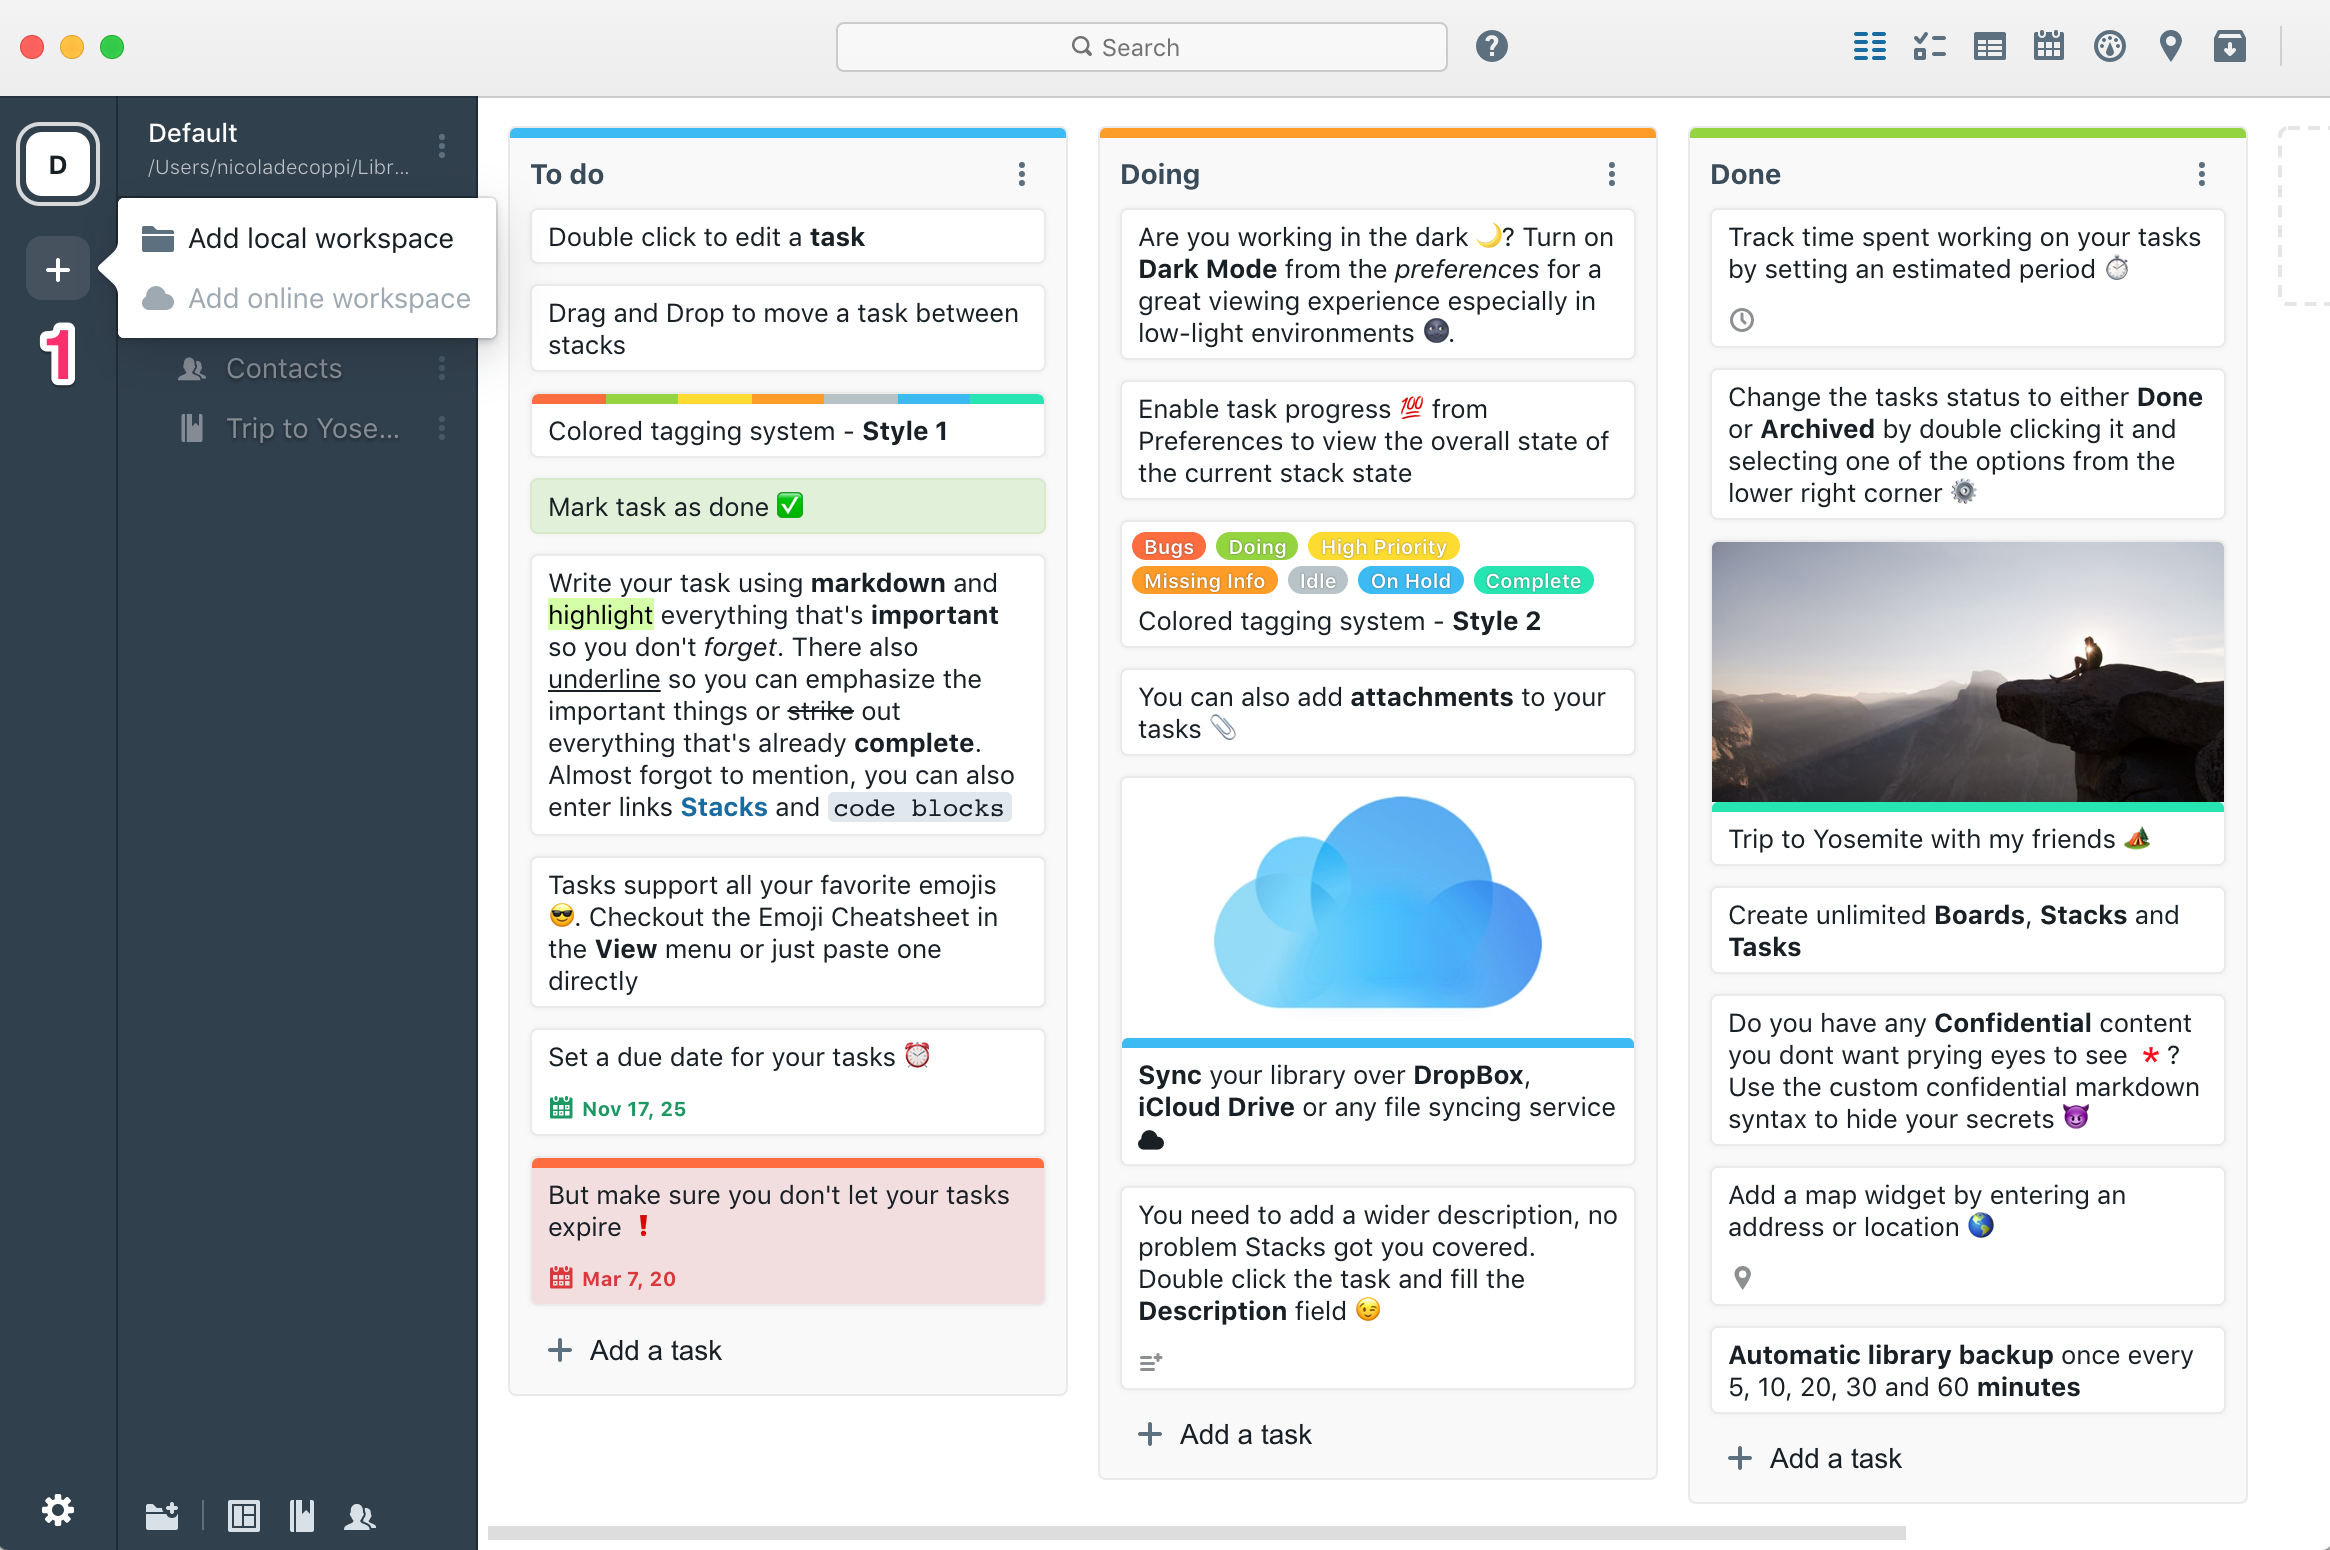 Search
D
Default
/Users/nicoladecoppi/Libr...
Add local workspace
Add online workspace
1
Contacts
Trip to Yose...
To do
Double click to edit a task
Drag and Drop to move a task between
stacks
Colored tagging system - Style 1
Mark task as done ✅
Write your task using markdown and
highlight everything that's important
so you don't forget. There also
underline so you can emphasize the
important things or strike out
everything that's already complete.
Almost forgot to mention, you can also
enter links Stacks and code blocks
Tasks support all your favorite emojis
😎. Checkout the Emoji Cheatsheet in
the View menu or just paste one
directly
Set a due date for your tasks ⏰
Nov 17, 25
But make sure you don't let your tasks
expire ❗
Mar 7, 20
Add a task
Doing
Are you working in the dark 🌙? Turn on
Dark Mode from the preferences for a
great viewing experience especially in
low-light environments 🌚.
Enable task progress 💯 from
Preferences to view the overall state of
the current stack state
Bugs Doing High Priority
Missing Info Idle On Hold Complete
Colored tagging system - Style 2
You can also add attachments to your
tasks 📎
Sync your library over DropBox,
iCloud Drive or any file syncing service
☁
You need to add a wider description, no
problem Stacks got you covered.
Double click the task and fill the
Description field 😉
Add a task
Done
Track time spent working on your tasks
by setting an estimated period ⏱
Change the tasks status to either Done
or Archived by double clicking it and
selecting one of the options from the
lower right corner ⚙️
Trip to Yosemite with my friends 🏕
Create unlimited Boards, Stacks and
Tasks
Do you have any Confidential content
you dont want prying eyes to see * ?
Use the custom confidential markdown
syntax to hide your secrets 😈
Add a map widget by entering an
address or location 🌎
Automatic library backup once every
5, 10, 20, 30 and 60 minutes
Add a task